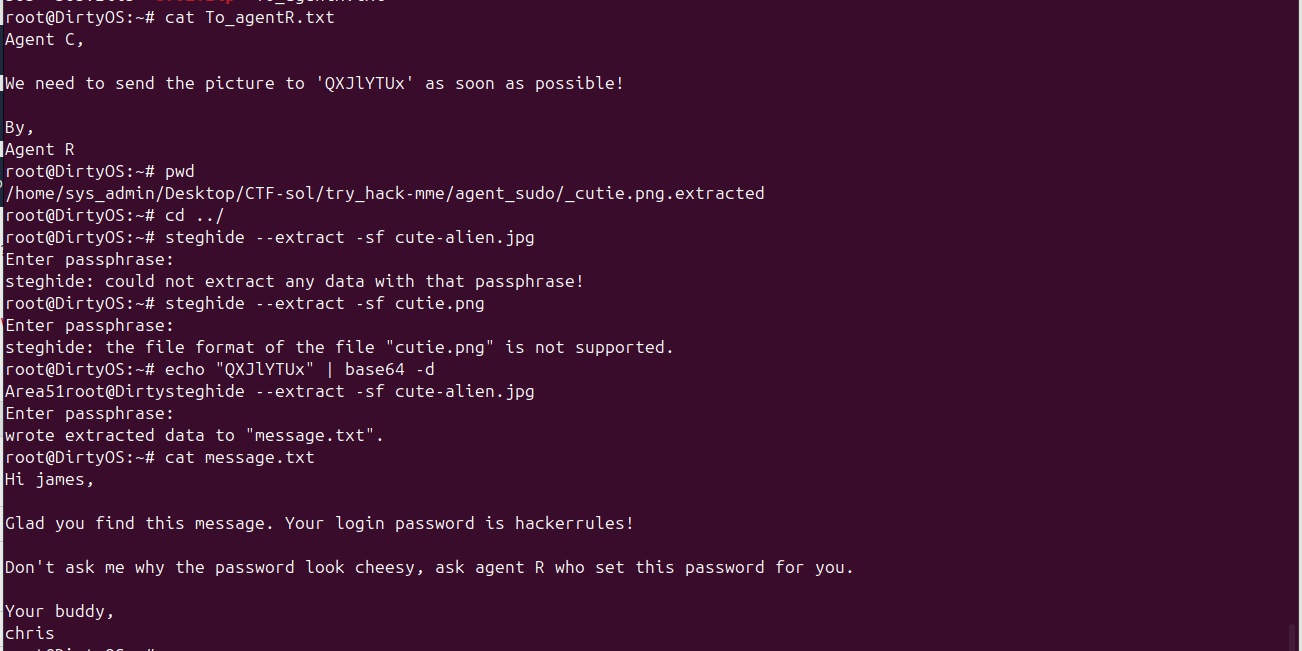 root@DirtyOS:~# cat To_agentR.txt
Agent C,
We need to send the picture to 'QXJlYTUx' as soon as possible!
By,
Agent R
root@DirtyOS:~# pwd
/home/sys_admin/Desktop/CTF-sol/try_hack-mme/agent_sudo/_cutie.png.extracted
root@DirtyOS:~# cd ../
root@DirtyOS:~# steghide --extract -sf cute-alien.jpg
Enter passphrase:
steghide: could not extract any data with that passphrase!
root@DirtyOS:~# steghide --extract -sf cutie.png
Enter passphrase:
steghide: the file format of the file "cutie.png" is not supported.
root@DirtyOS:~# echo "QXJlYTUx" | base64 -d
Area51root@Dirtysteghide --extract -sf cute-alien.jpg
Enter passphrase:
wrote extracted data to "message.txt".
root@DirtyOS:~# cat message.txt
Hi james,
Glad you find this message. Your login password is hackerrules!
Don't ask me why the password look cheesy, ask agent R who set this password for you.
Your buddy,
chris